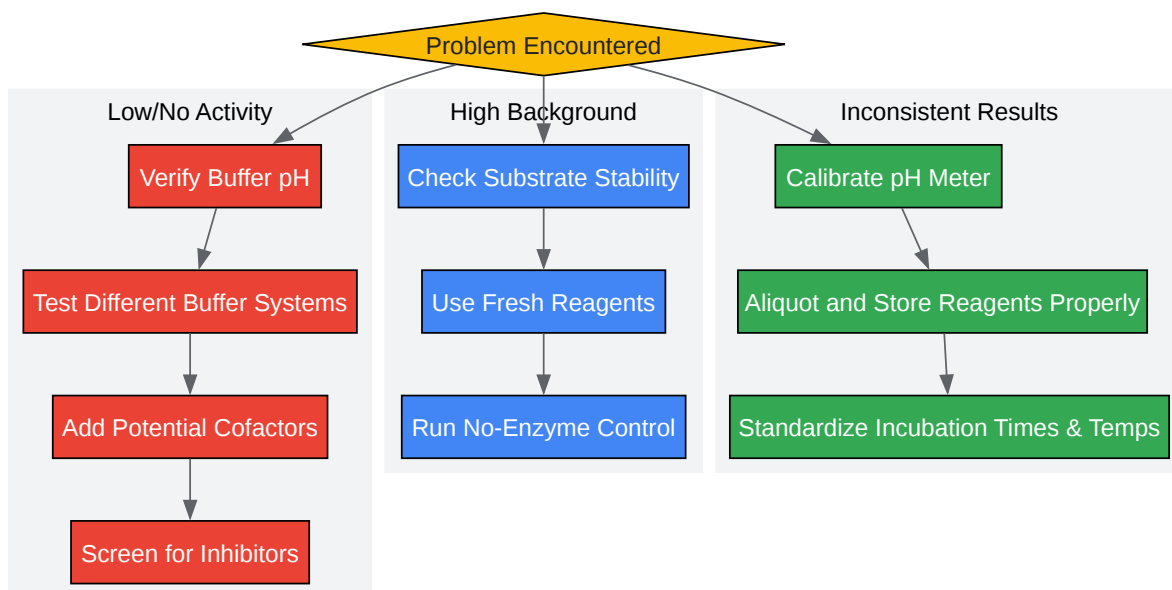 Problem Encountered
Low/No Activity
Verify Buffer pH
Test Different Buffer Systems
Add Potential Cofactors
Screen for Inhibitors
High Background
Check Substrate Stability
Use Fresh Reagents
Run No-Enzyme Control
Inconsistent Results
Calibrate pH Meter
Aliquot and Store Reagents Properly
Standardize Incubation Times & Temps